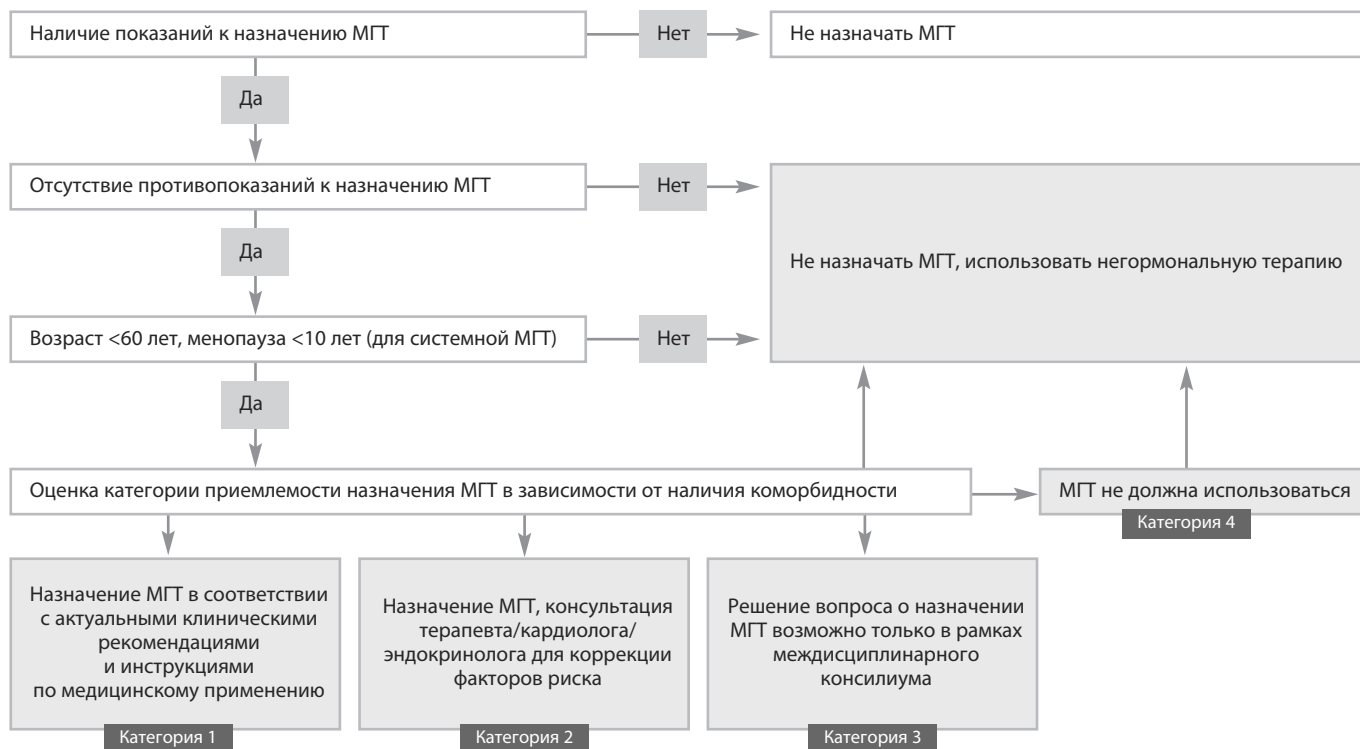 Наличие показаний к назначению МГТ
Нет
Не назначать МГТ
Да
Отсутствие противопоказаний к назначению МГТ
Нет
Не назначать МГТ, использовать негормональную терапию
Да
Возраст <60 лет, менопауза <10 лет (для системной МГТ)
Нет
Да
Оценка категории приемлемости назначения МГТ в зависимости от наличия коморбидности
МГТ не должна использоваться
Категория 4
Назначение МГТ в соответствии
с актуальными клиническими
рекомендациями
и инструкциями
по медицинскому применению
Категория 1
Назначение МГТ, консультация
терапевта/кардиолога/
эндокринолога для коррекции
факторов риска
Категория 2
Решение вопроса о назначении
МГТ возможно только в рамках
междисциплинарного
консилиума
Категория 3